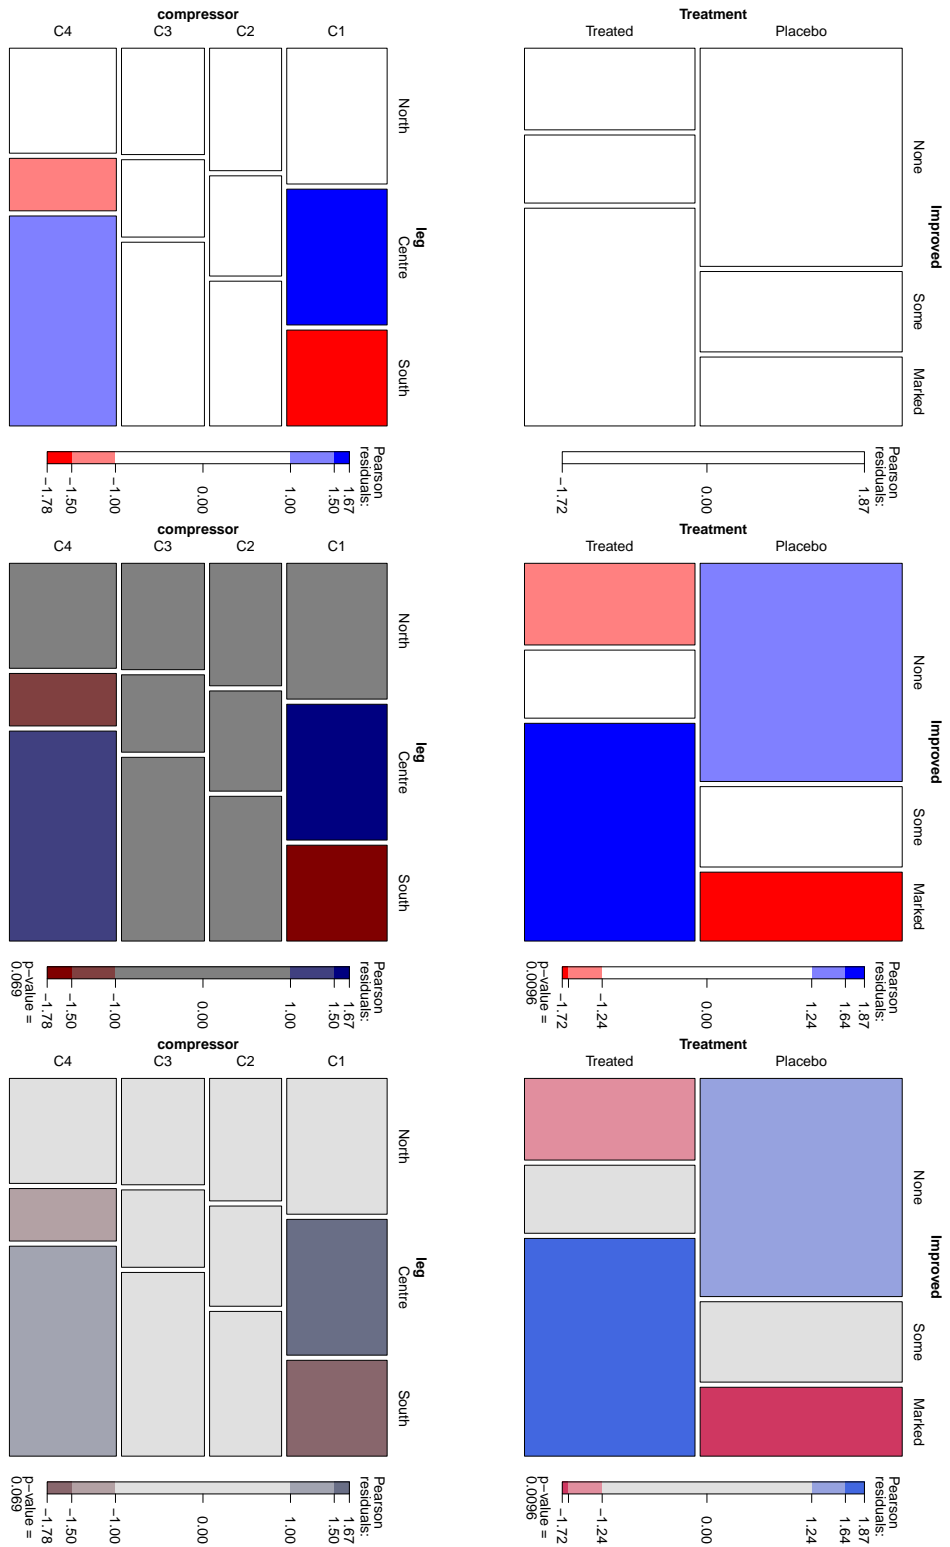 Improved
None Some Marked
Treatment
Placebo
Treated
Pearson
residuals:
1.87
0.00
−1.72
Improved
None Some Marked
Treatment
Placebo
Treated
Pearson
residuals:
1.87
1.64
1.24
0.00
−1.24
−1.72
p−value =
0.0096
Improved
None Some Marked
Treatment
Placebo
Treated
Pearson
residuals:
1.87
1.64
1.24
0.00
−1.24
−1.72
p−value =
0.0096
leg
North Centre South
compressor
C1
C2
C3
C4
Pearson
residuals:
1.67
1.50
1.00
0.00
−1.00
−1.50
−1.78
leg
North Centre South
compressor
C1
C2
C3
C4
Pearson
residuals:
1.67
1.50
1.00
0.00
−1.00
−1.50
−1.78
p−value =
0.069
leg
North Centre South
compressor
C1
C2
C3
C4
Pearson
residuals:
1.67
1.50
1.00
0.00
−1.00
−1.50
−1.78
p−value =
0.069